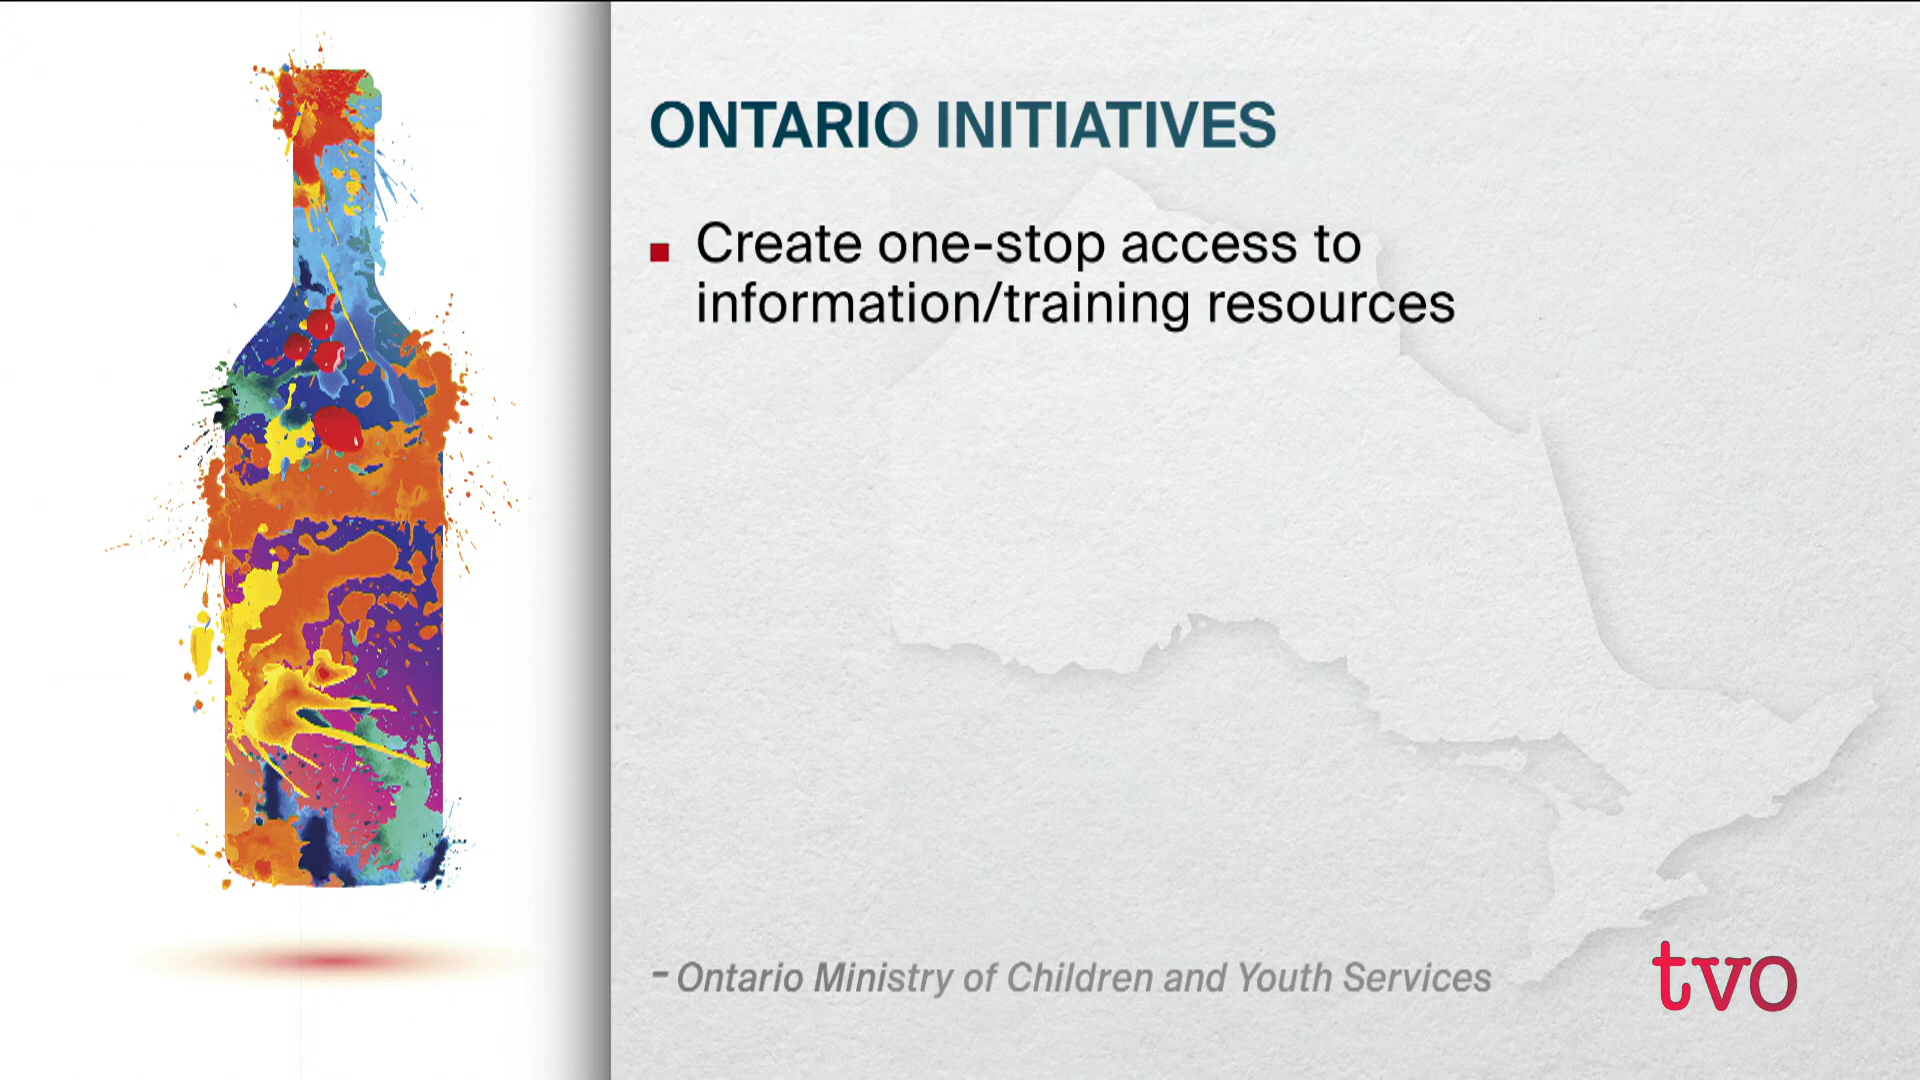 ONTARIO INITIATIVES
Create one-stop access to
information/training resources
– Ontario Ministry of Children and Youth Services
tvo